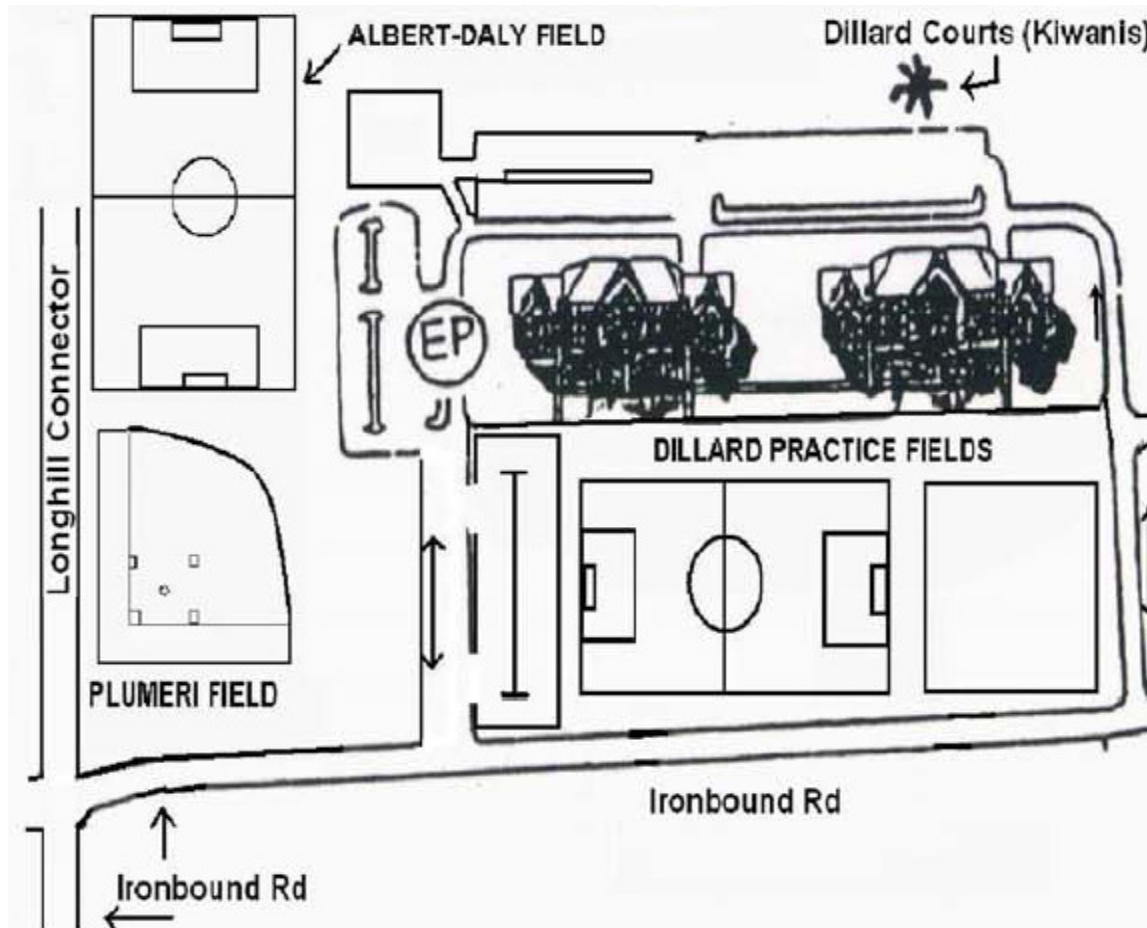 ALBERT-DALY FIELD
Dillard Courts (Kiwanis)
Longhill Connector
EP
DILLARD PRACTICE FIELDS
PLUMERI FIELD
Ironbound Rd
Ironbound Rd